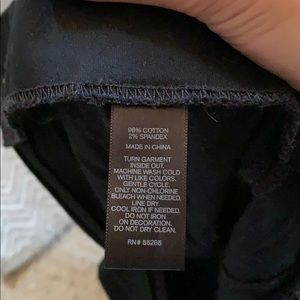 98% COTTON
2% SPANDEX
MADE IN CHINA
TURN GARMENT
INSIDE OUT.
MACHINE WASH COLD
WITH LIKE COLORS.
GENTLE CYCLE.
ONLY NON-CHLORINE
BLEACH WHEN NEEDED.
LINE DRY.
COOL IRON IF NEEDED.
DO NOT IRON
ON DECORATION.
DO NOT DRY CLEAN.
RN# 55285